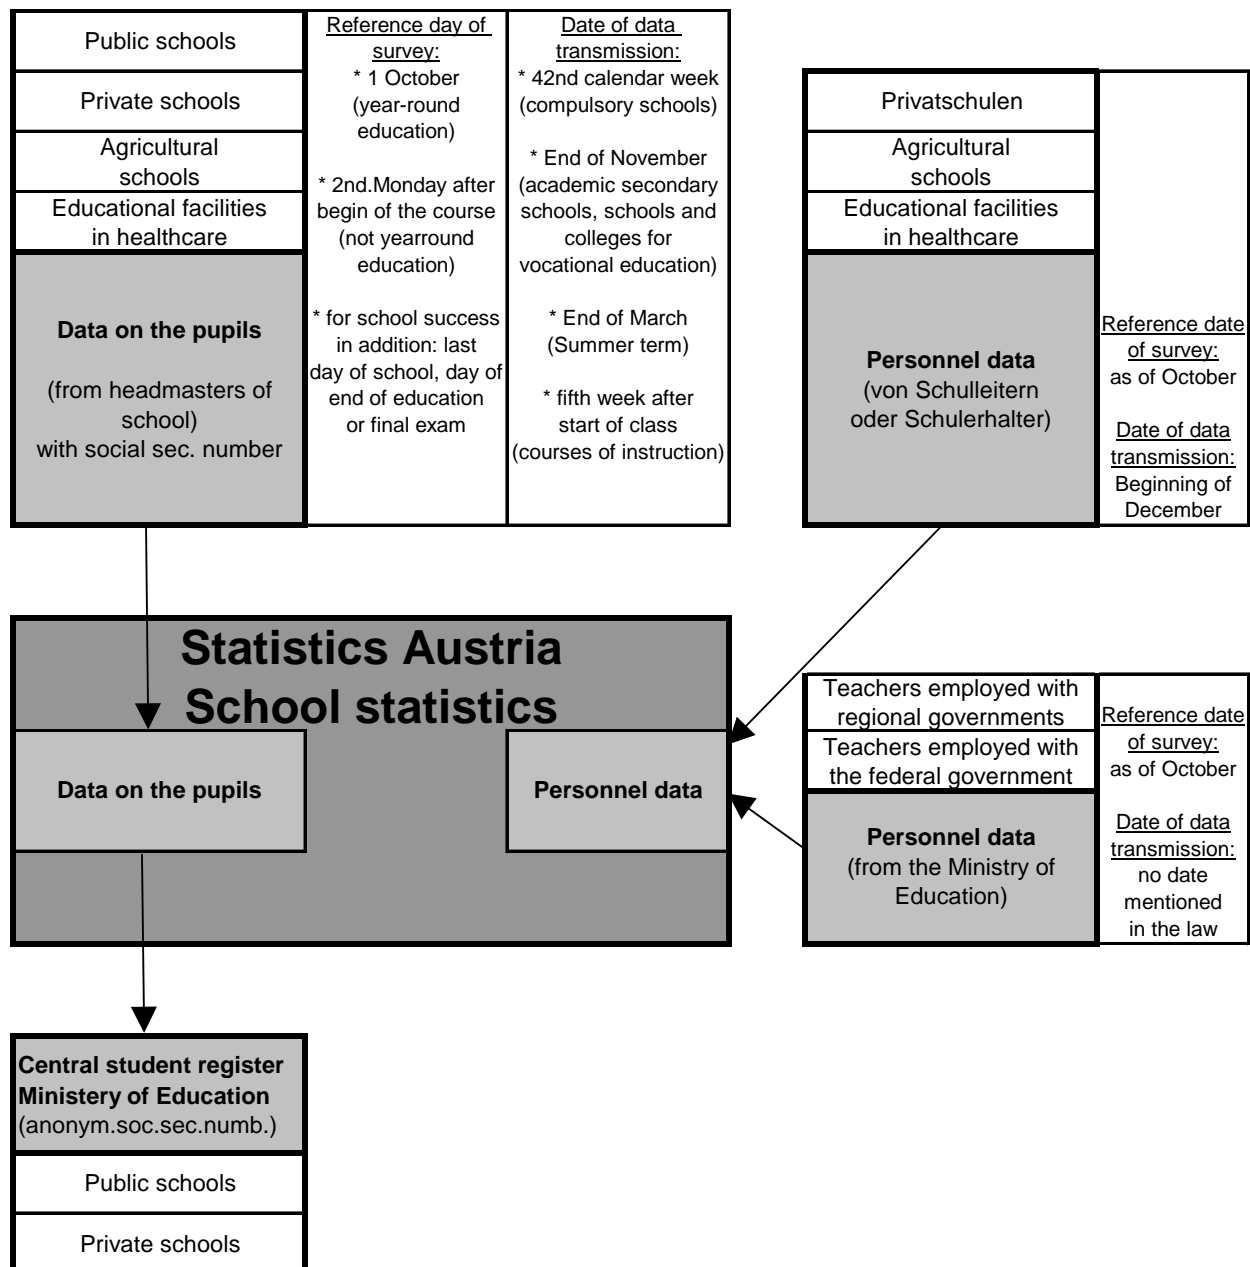 Public schools
Private schools
Agricultural
schools
Educational facilities
in healthcare
Data on the pupils
(from headmasters of
school)
with social sec. number
Reference day of
survey:
* 1 October
(year-round
education)
* 2nd.Monday after
begin of the course
(not yearround
education)
* for school success
in addition: last
day of school, day of
end of education
or final exam
Date of data
transmission:
* 42nd calendar week
(compulsory schools)
* End of November
(academic secondary
schools, schools and
colleges for
vocational education)
* End of March
(Summer term)
* fifth week after
start of class
(courses of instruction)
Privatschulen
Agricultural
schools
Educational facilities
in healthcare
Personnel data
(von Schulleitern
oder Schulerhalter)
Reference date
of survey:
as of October
Date of data
transmission:
Beginning of
December
Statistics Austria
School statistics
Data on the pupils
Personnel data
Teachers employed with
regional governments
Teachers employed with
the federal government
Personnel data
(from the Ministry of
Education)
Reference date
of survey:
as of October
Date of data
transmission:
no date
mentioned
in the law
Central student register
Ministery of Education
(anonym.soc.sec.numb.)
Public schools
Private schools